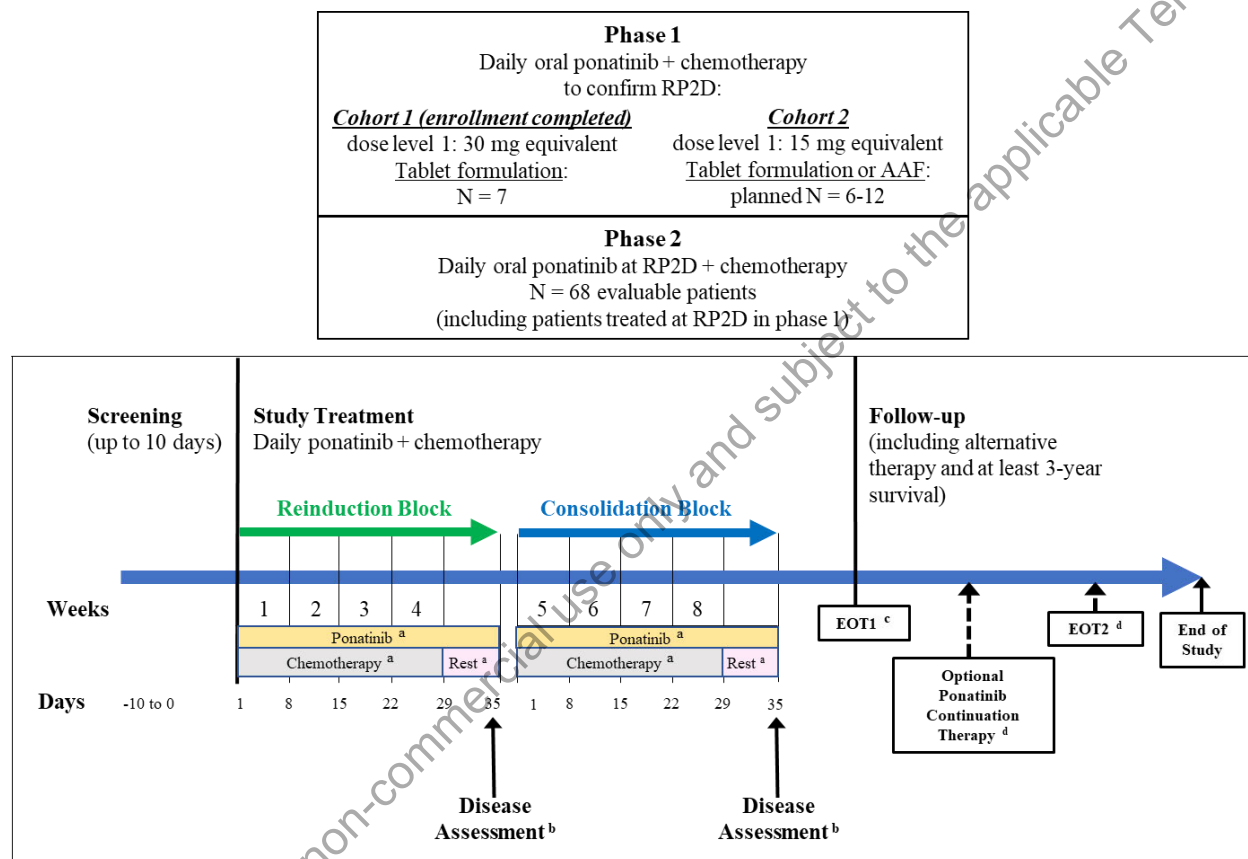 Phase 1
Daily oral ponatinib + chemotherapy
to confirm RP2D:
Cohort 1 (enrollment completed)
dose level 1: 30 mg equivalent
Tablet formulation:
N = 7
Cohort 2
dose level 1: 15 mg equivalent
Tablet formulation or AAF:
planned N = 6-12
Phase 2
Daily oral ponatinib at RP2D + chemotherapy
N = 68 evaluable patients
(including patients treated at RP2D in phase 1)
Screening
(up to 10 days)
Study Treatment
Daily ponatinib + chemotherapy
Follow-up
(including alternative
therapy and at least 3-year
survival)
Reinduction Block
Consolidation Block
Weeks
1 2 3 4
5 6 7 8
Ponatinib a
Ponatinib a
Chemotherapy a
Rest a
Chemotherapy a
Rest a
Days
-10 to 0
1 8 15 22 29 35
1 8 15 22 29 35
Disease
Assessment b
Disease
Assessment b
EOT1 c
Optional
Ponatinib
Continuation
Therapy d
EOT2 d
End of
Study
non-commercial use only and subject to the applicable Ter